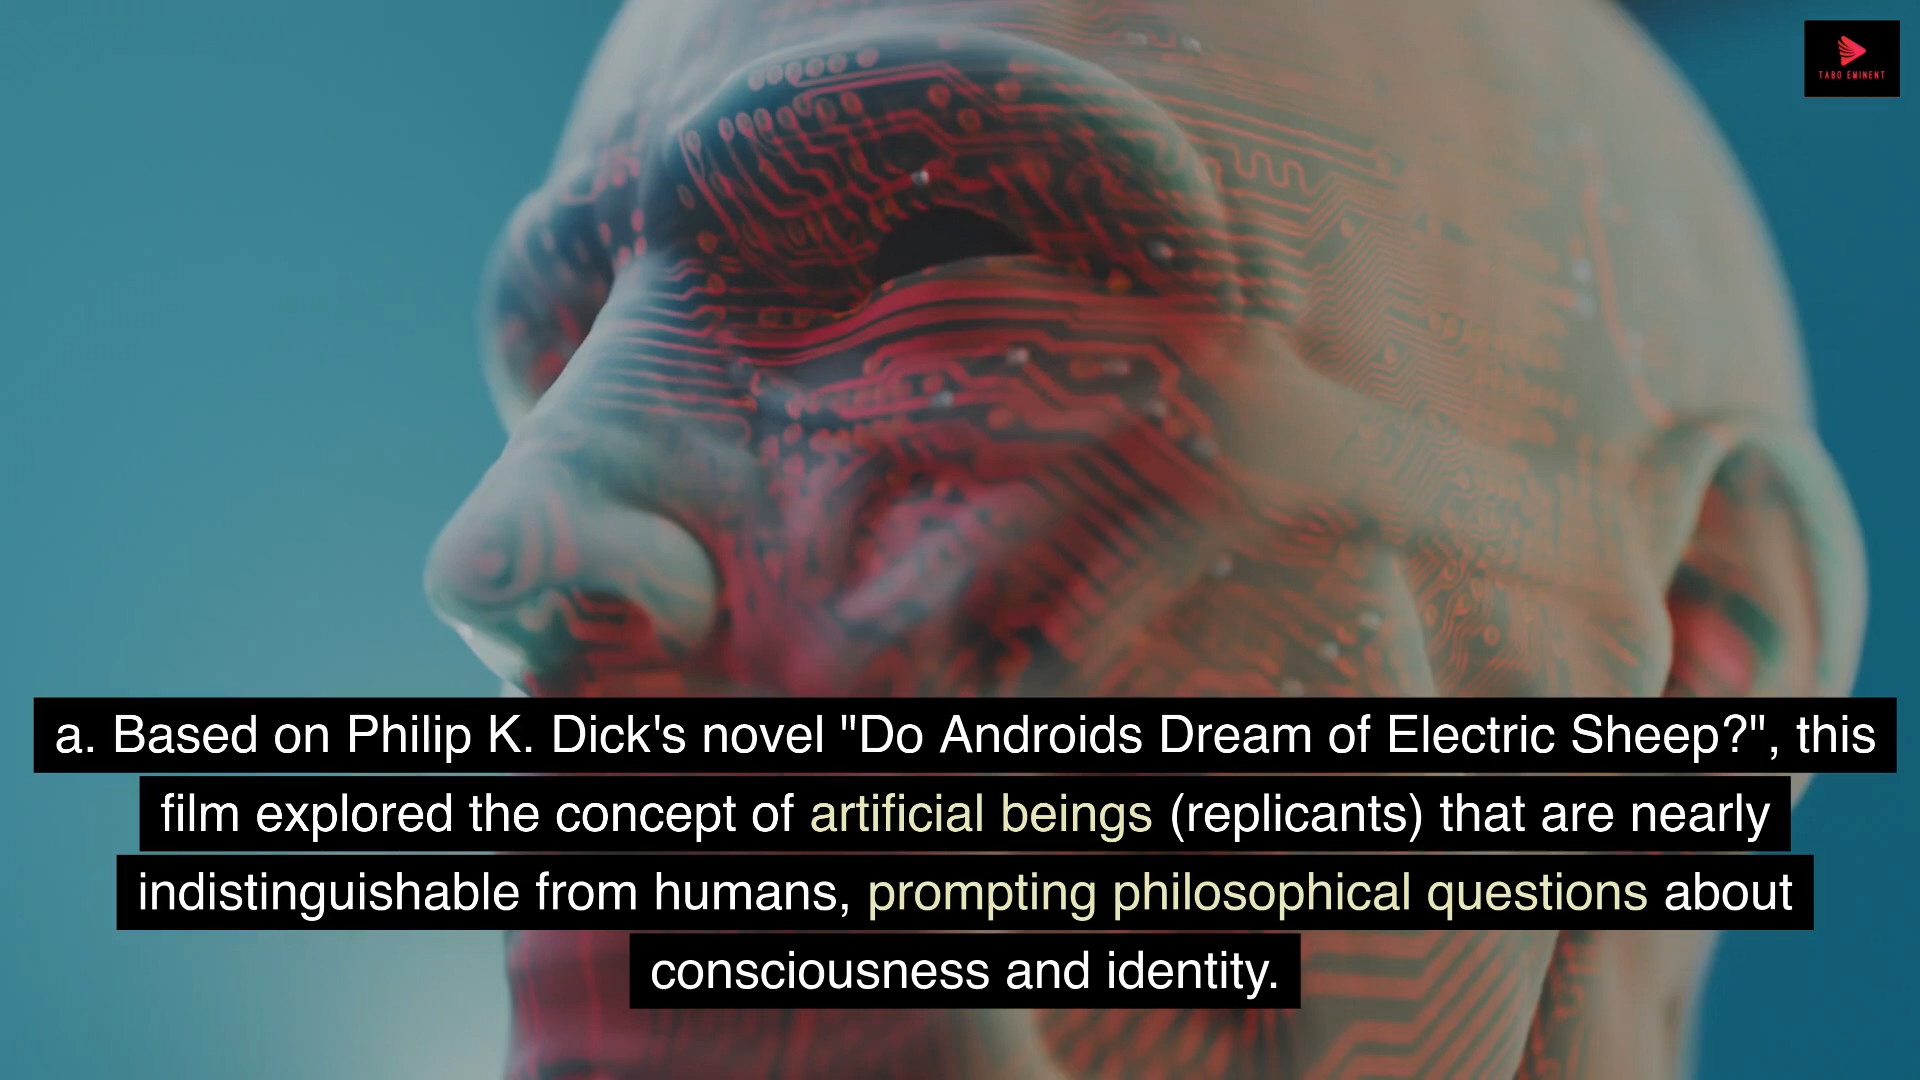 TABO EMINENT
a. Based on Philip K. Dick's novel "Do Androids Dream of Electric Sheep?", this
film explored the concept of artificial beings (replicants) that are nearly
indistinguishable from humans, prompting philosophical questions about
consciousness and identity.